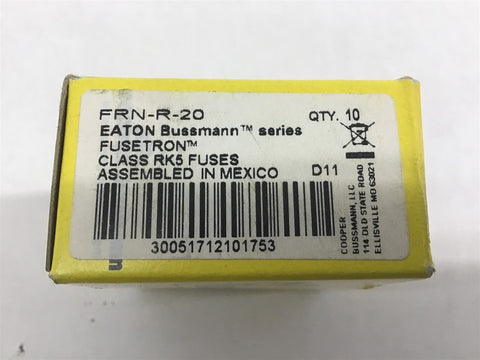 FRN-R-20 QTY. 10
EATON Bussmann™ series
FUSETRON™
CLASS RK5 FUSES
ASSEMBLED IN MEXICO D11
30051712101753
COOPER
BUSSMANN, LLC
114 OLD STATE ROAD
ELLISVILLE MO 63021